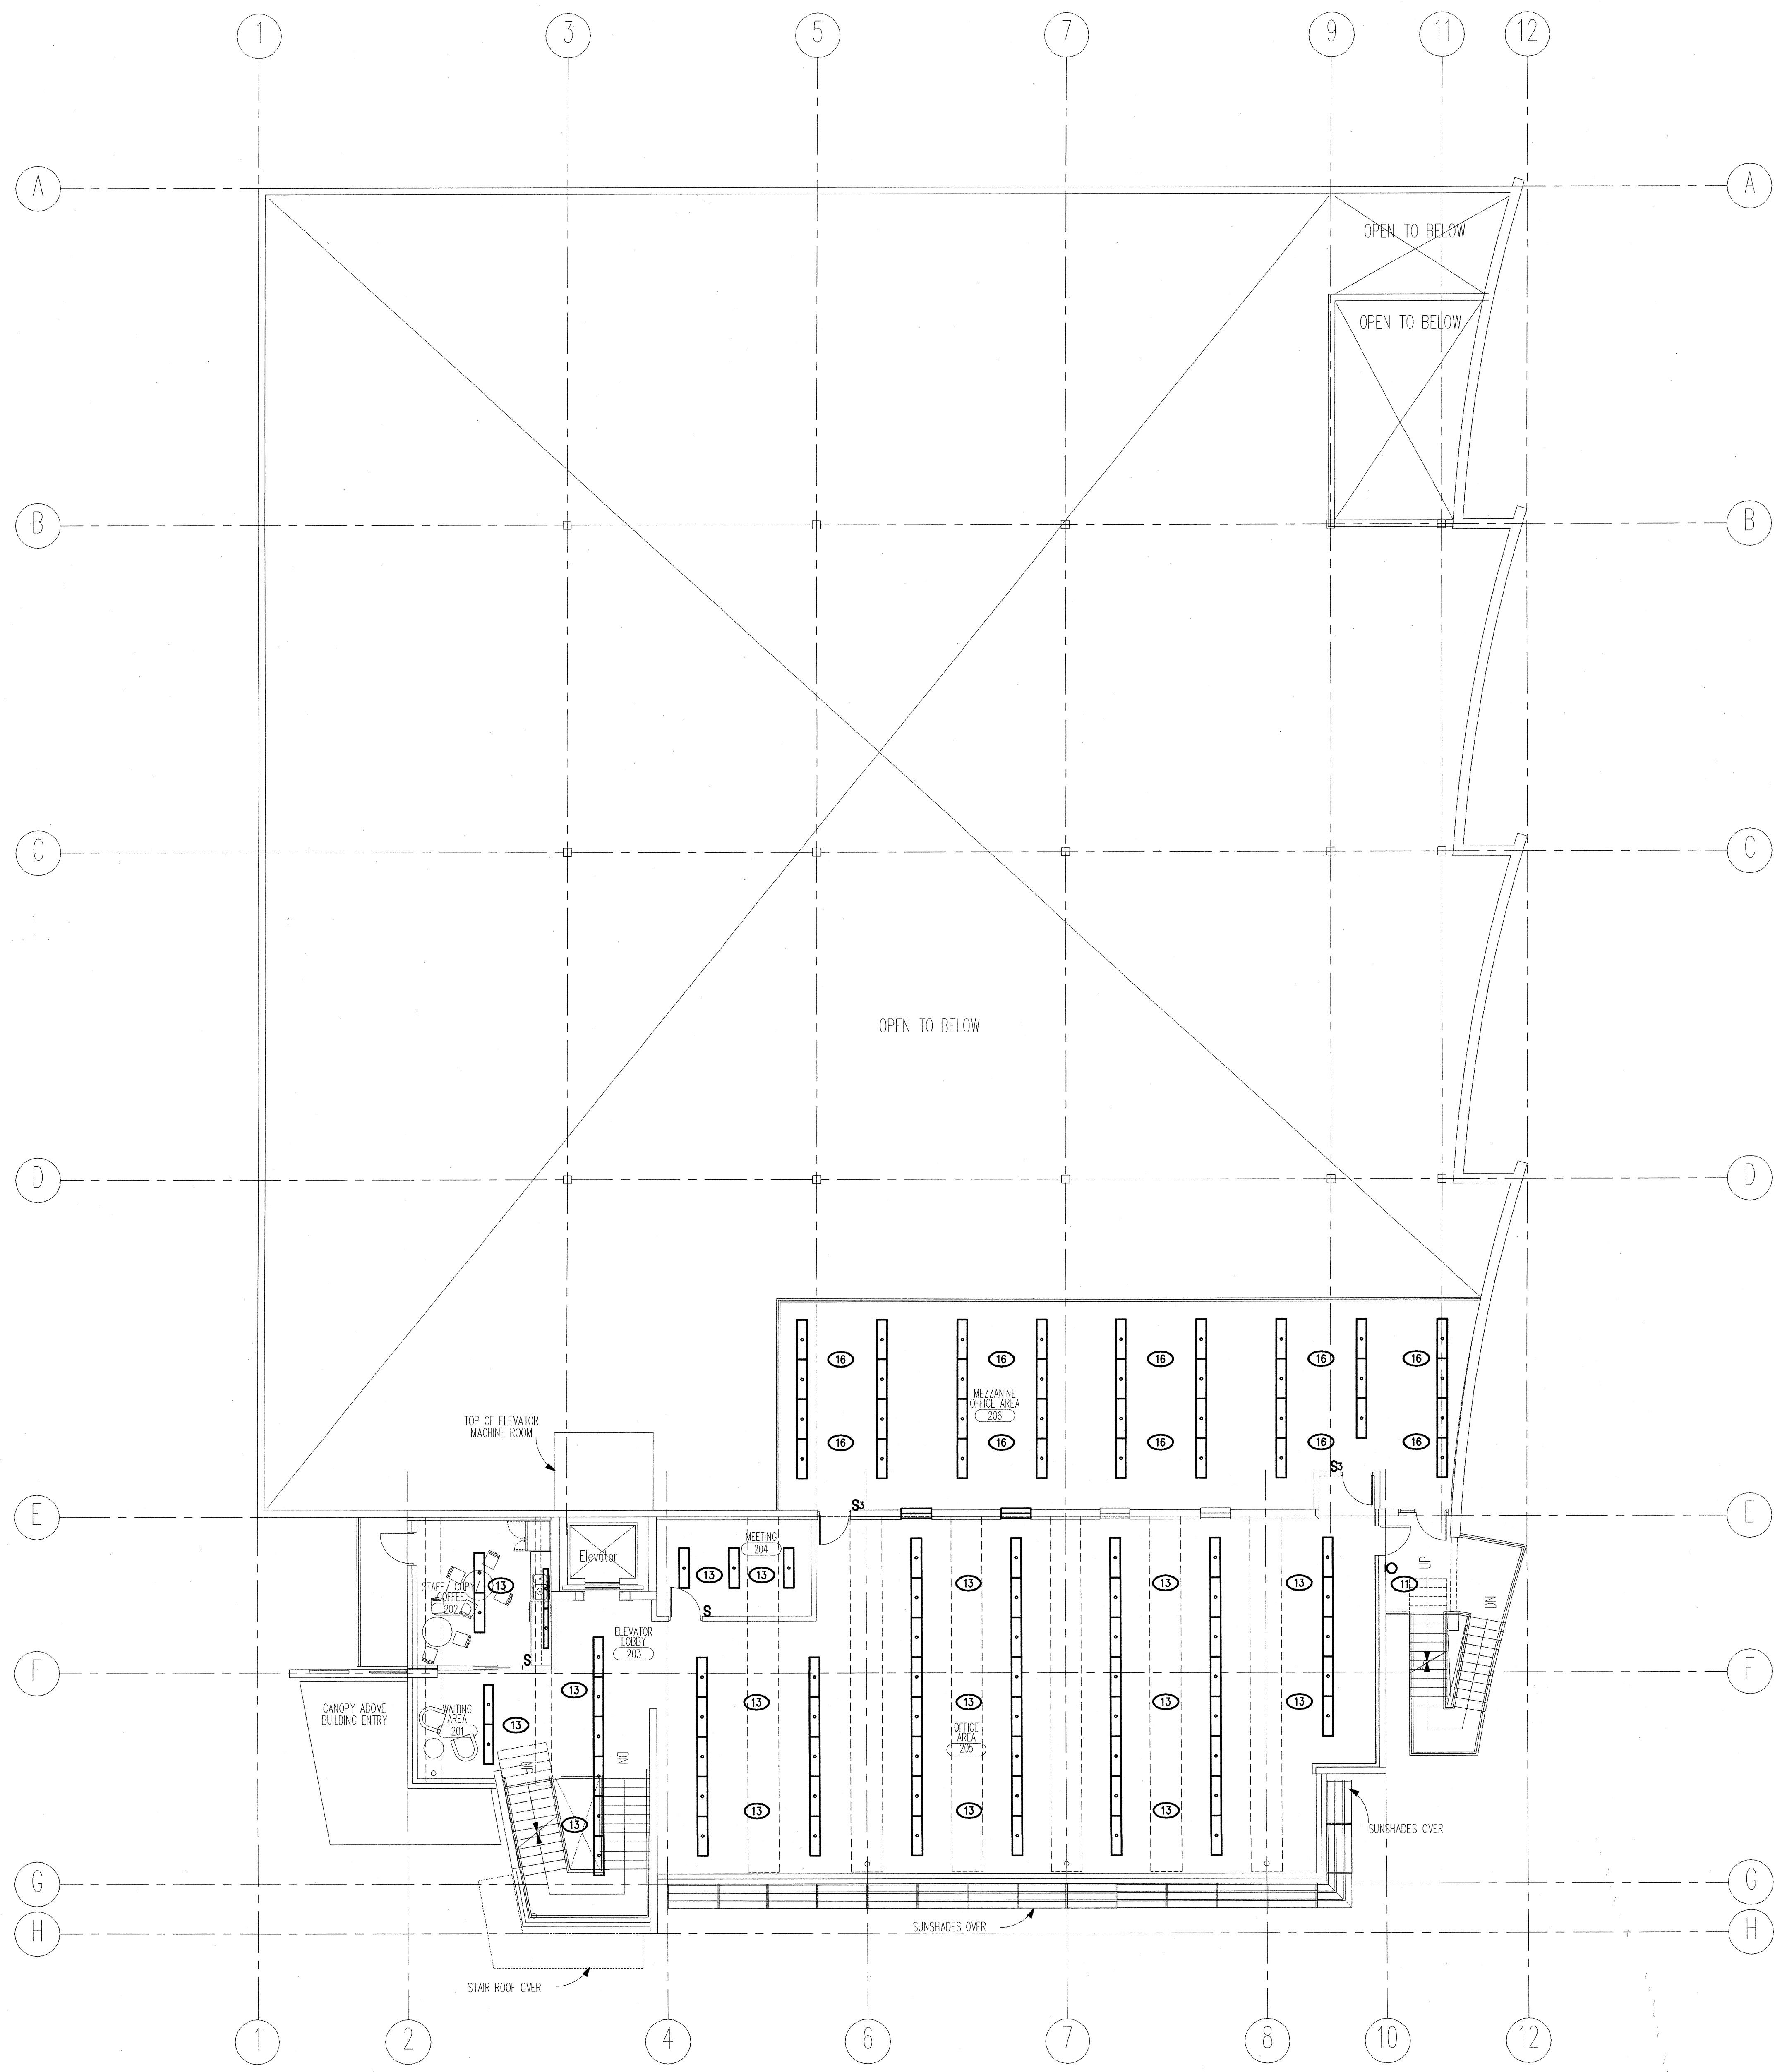 1 3 5 7 9 11 12
A A
OPEN TO BELOW
OPEN TO BELOW
B B
C C
OPEN TO BELOW
D D
16 16 16 16 16
MEZZANINE
OFFICE AREA
206
TOP OF ELEVATOR
MACHINE ROOM
16 16 16 16 16
S3
S3
E E
MEETING
204
Elevator
13 13
STAFF/ COPY/
COFFEE
202
13
13 13 13
11
UP
DN
S
ELEVATOR
LOBBY
203
S
F F
13
13 13 13 13
CANOPY ABOVE
BUILDING ENTRY
WAITING
AREA
201
13
OFFICE
AREA
205
UP
DN
13
13 13 13
SUNSHADES OVER
G G
SUNSHADES OVER
H H
STAIR ROOF OVER
1 2 4 6 7 8 10 12